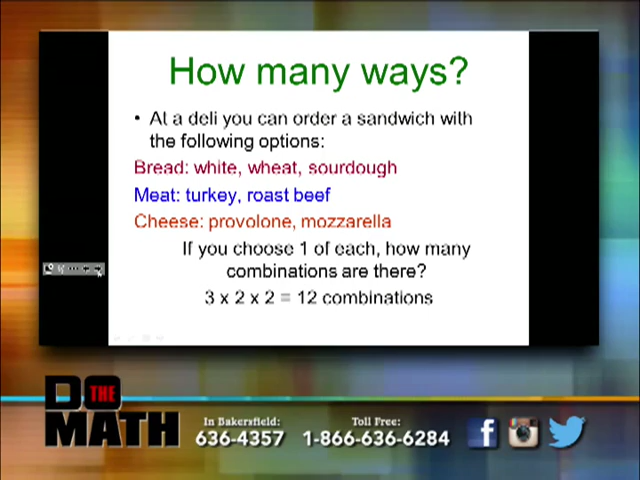 How many ways?
• At a deli you can order a sandwich with
the following options:
Bread: white, wheat, sourdough
Meat: turkey, roast beef
Cheese: provolone, mozzarella
If you choose 1 of each, how many
combinations are there?
3 x 2 x 2 = 12 combinations
DO THE
MATH
In Bakersfield:
636-4357
Toll Free:
1-866-636-6284